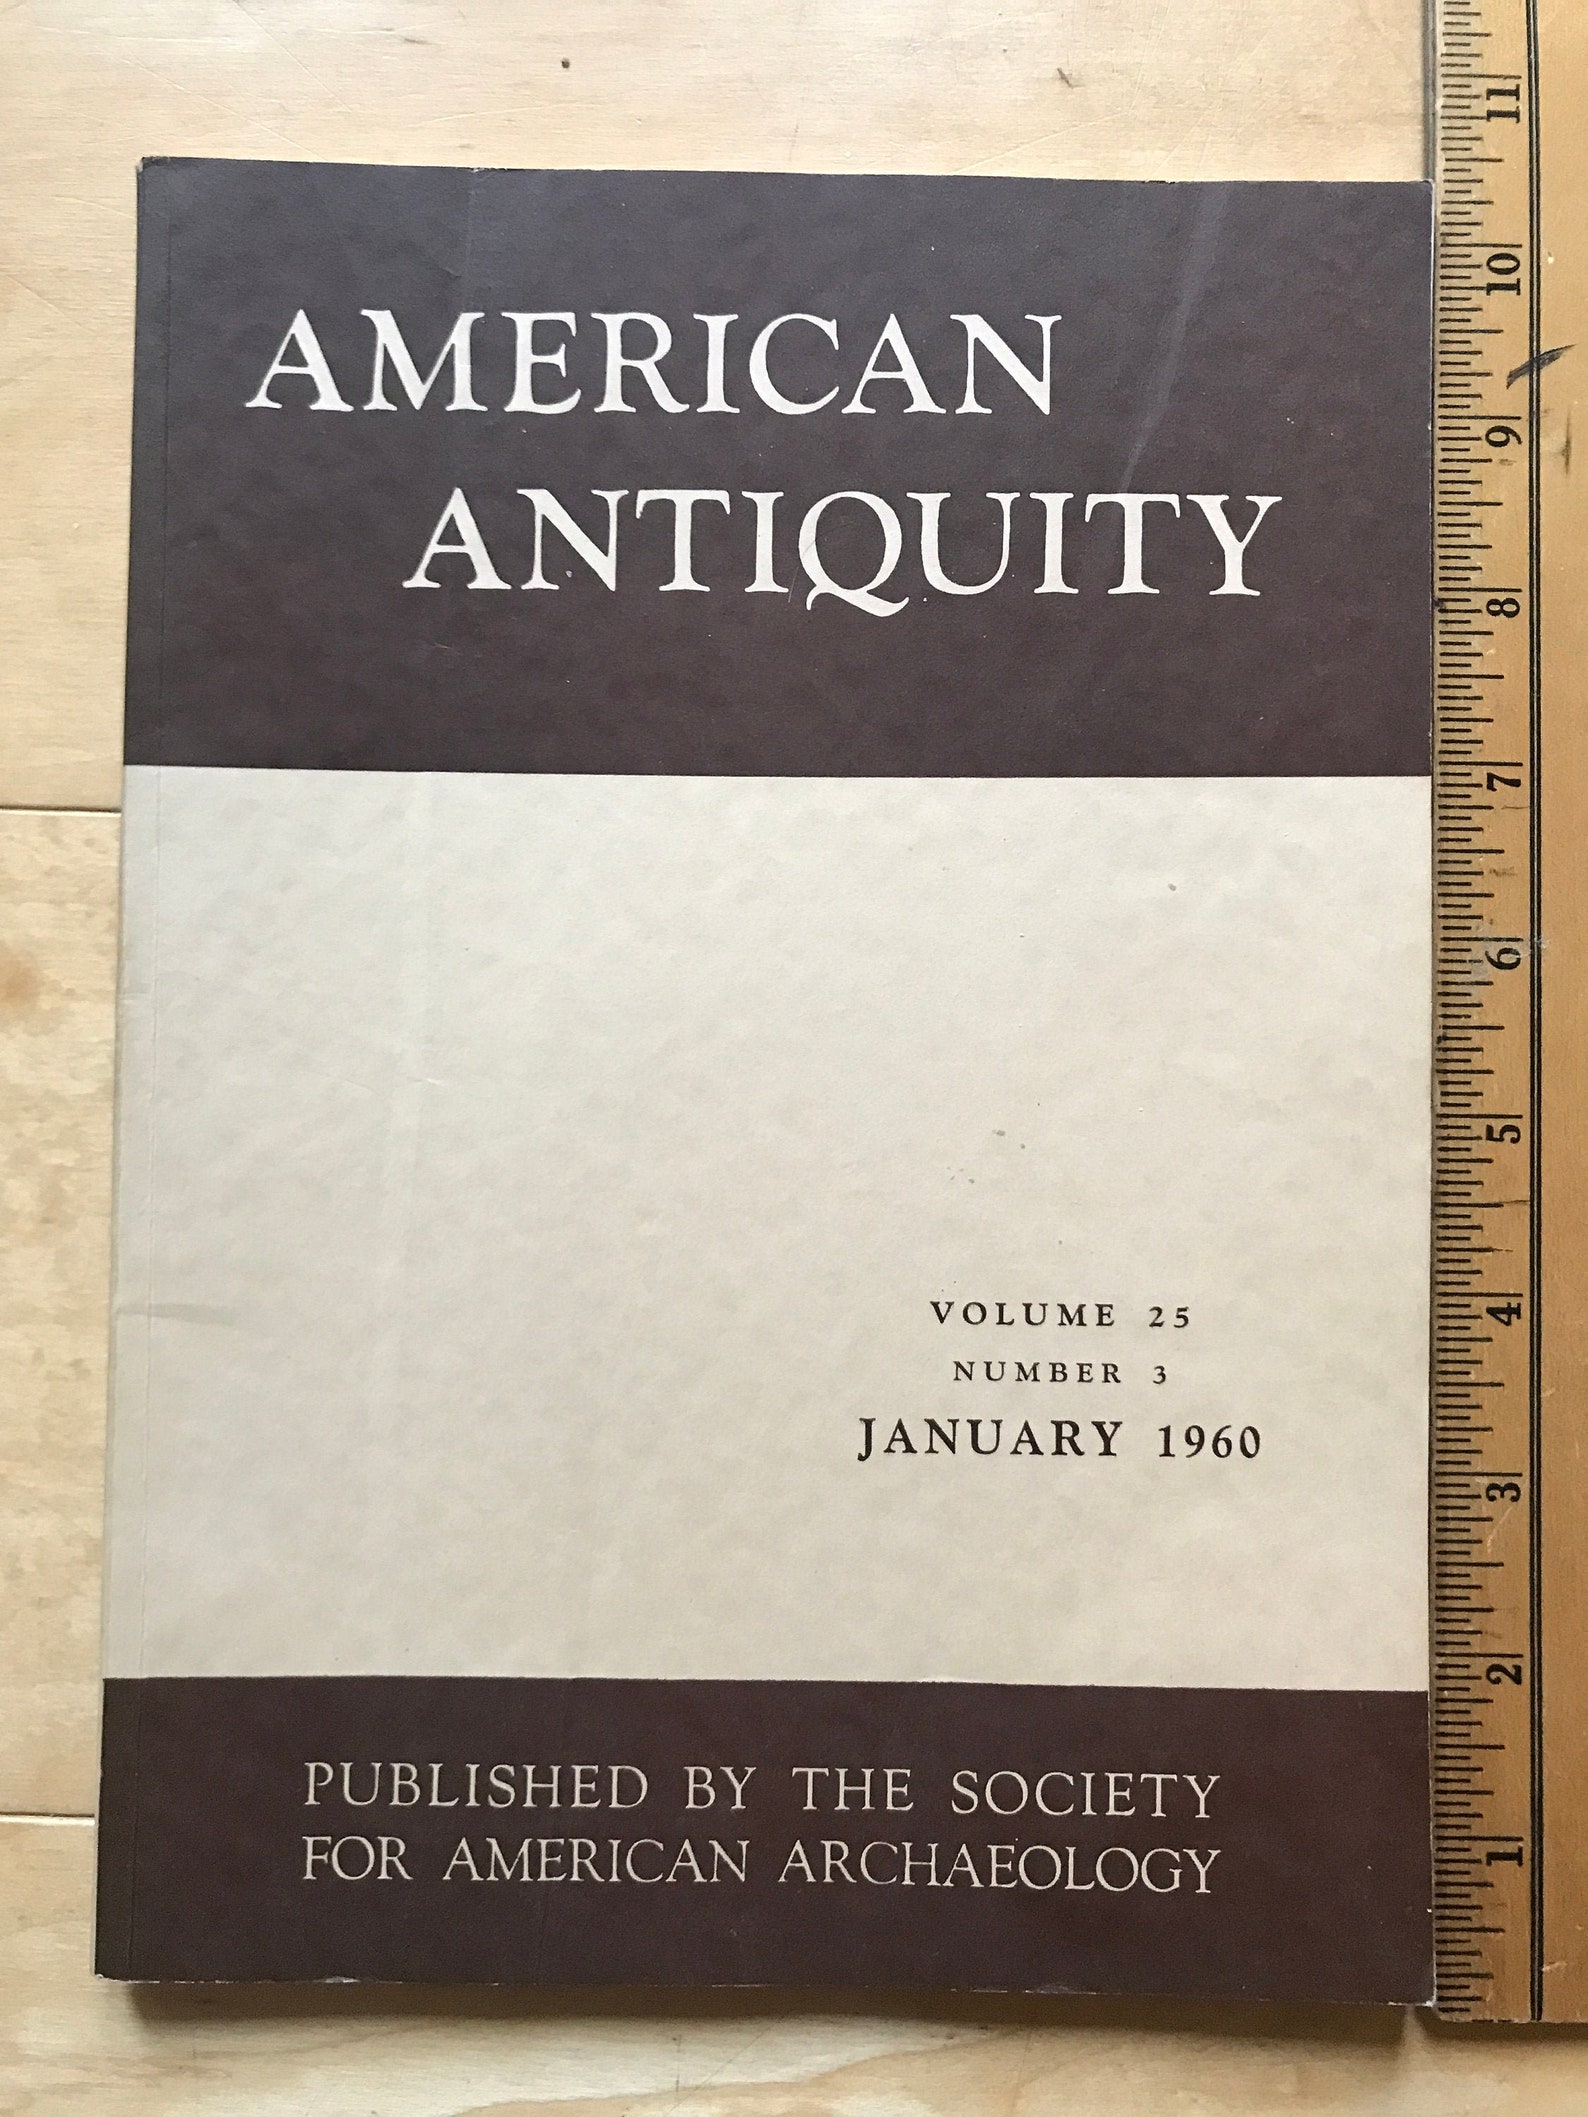 AMERICAN
ANTIQUITY
VOLUME 25
NUMBER 3
JANUARY 1960
PUBLISHED BY THE SOCIETY
FOR AMERICAN ARCHAEOLOGY
11
10
9
8
7
6
5
4
3
2
1